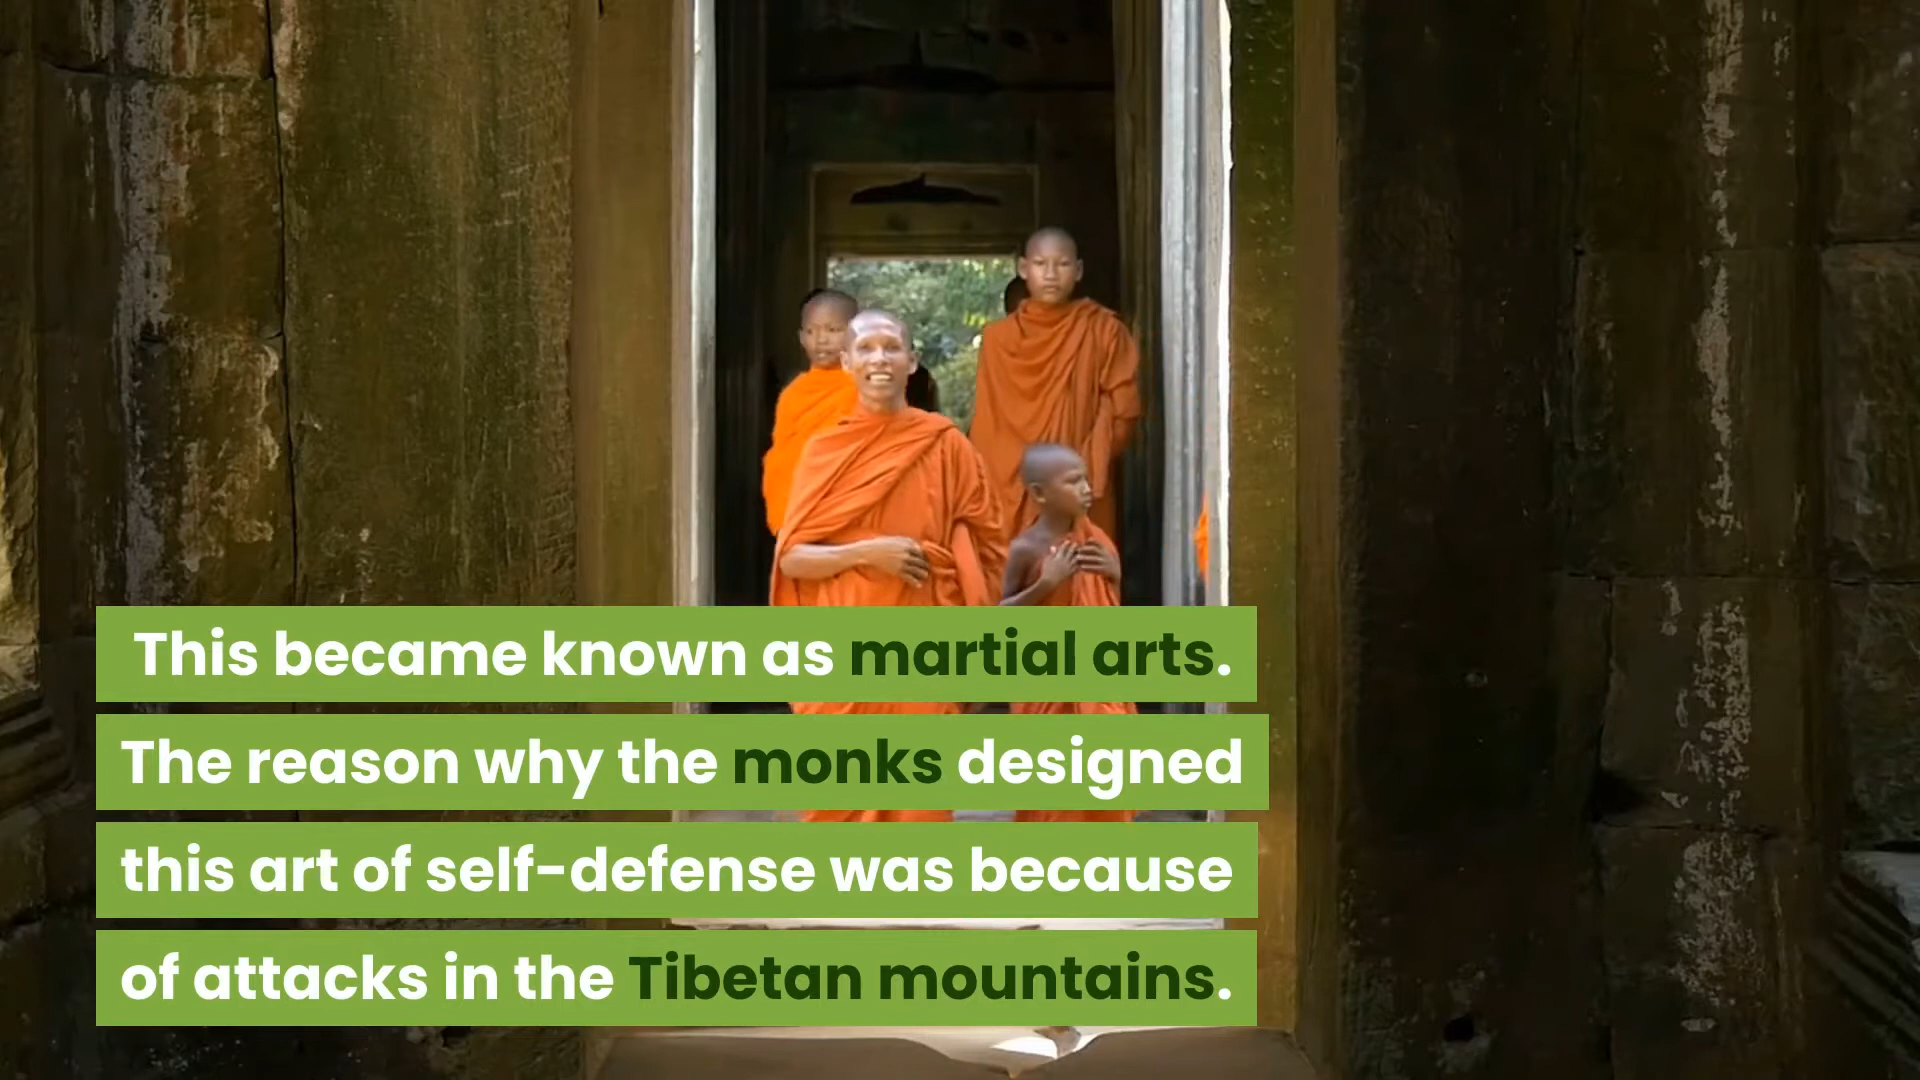 This became known as martial arts.
The reason why the monks designed
this art of self-defense was because
of attacks in the Tibetan mountains.